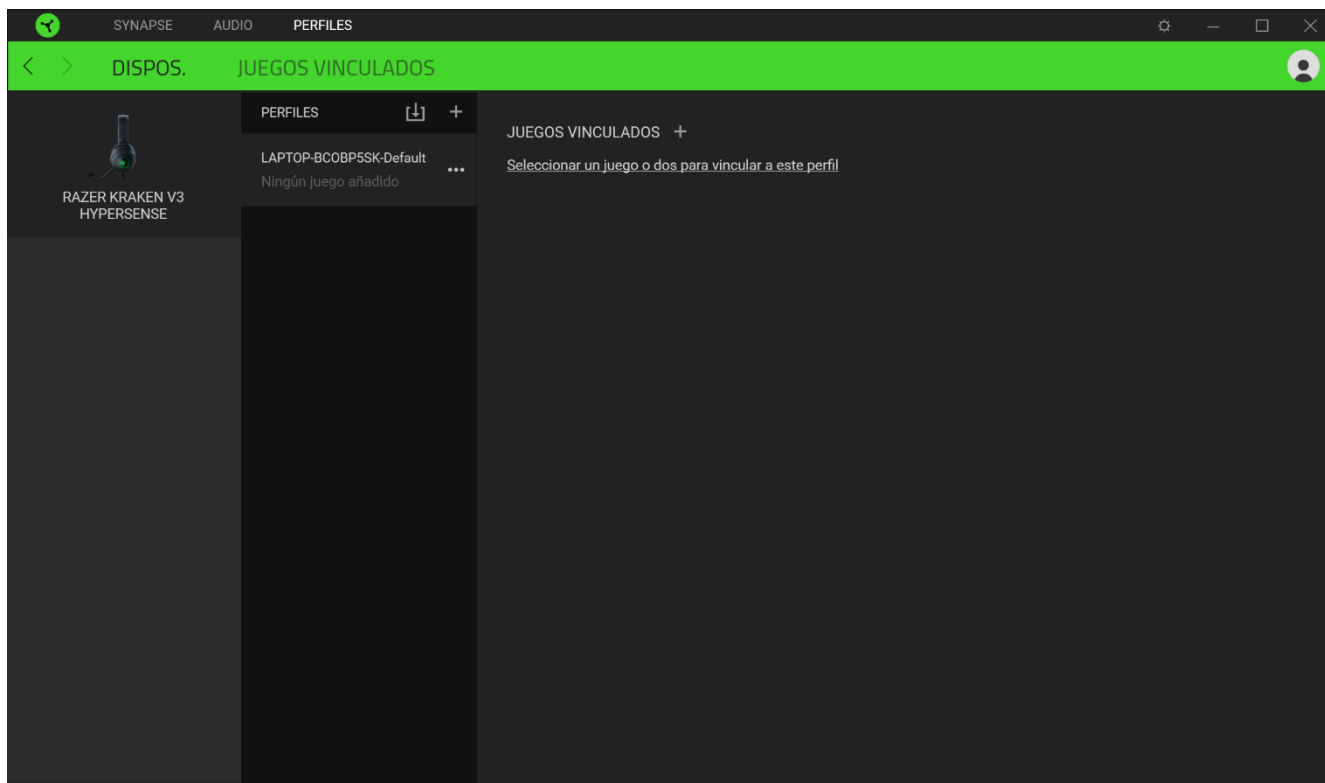 SYNAPSE AUDIO PERFILES
DISPOS. JUEGOS VINCULADOS
RAZER KRAKEN V3
HYPERSENSE
PERFILES
LAPTOP-BCOBP5SK-Default
Ningún juego añadido
JUEGOS VINCULADOS
Seleccionar un juego o dos para vincular a este perfil